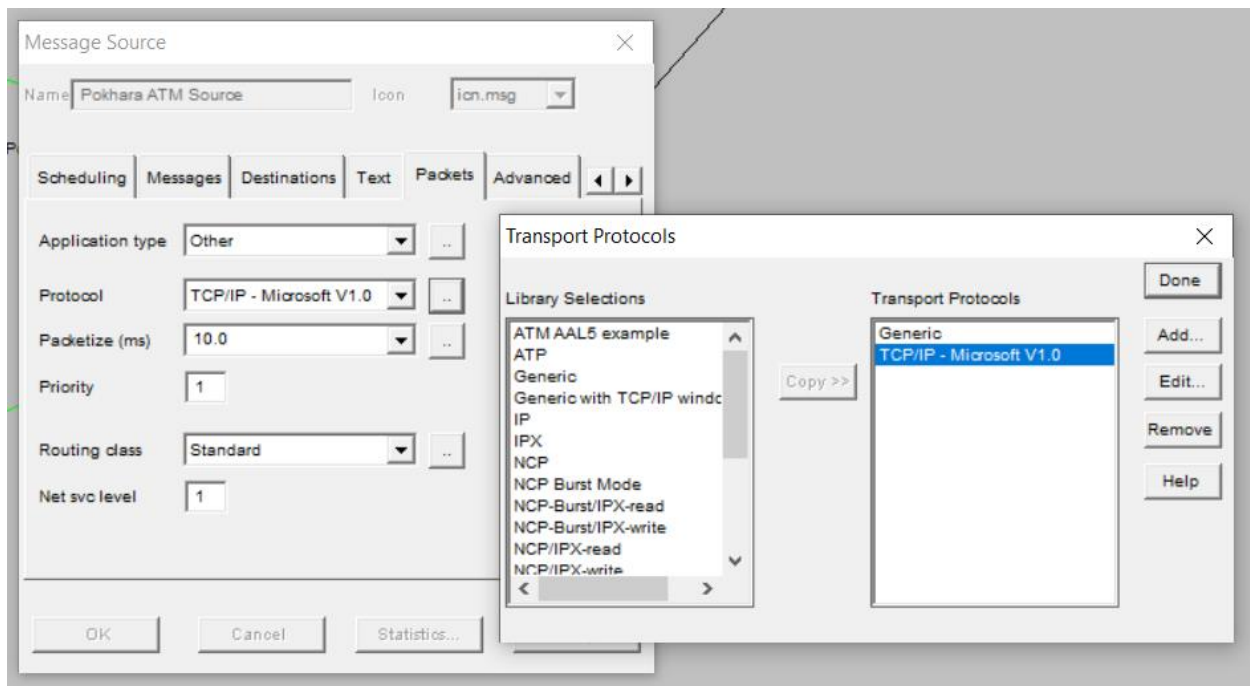 Message Source
Name Pokhara ATM Source Icon icn.msg
Scheduling Messages Destinations Text Packets Advanced
Application type Other ..
Protocol TCP/IP - Microsoft V1.0 ..
Packetize (ms) 10.0 ..
Priority 1
Routing class Standard ..
Net svc level 1
OK Cancel Statistics...
Transport Protocols
Library Selections
ATM AAL5 example
ATP
Generic
Generic with TCP/IP windc
IP
IPX
NCP
NCP Burst Mode
NCP-Burst/IPX-read
NCP-Burst/IPX-write
NCP/IPX-read
NCP/IPX-write
Copy >>
Transport Protocols
Generic
TCP/IP - Microsoft V1.0
Done
Add...
Edit...
Remove
Help